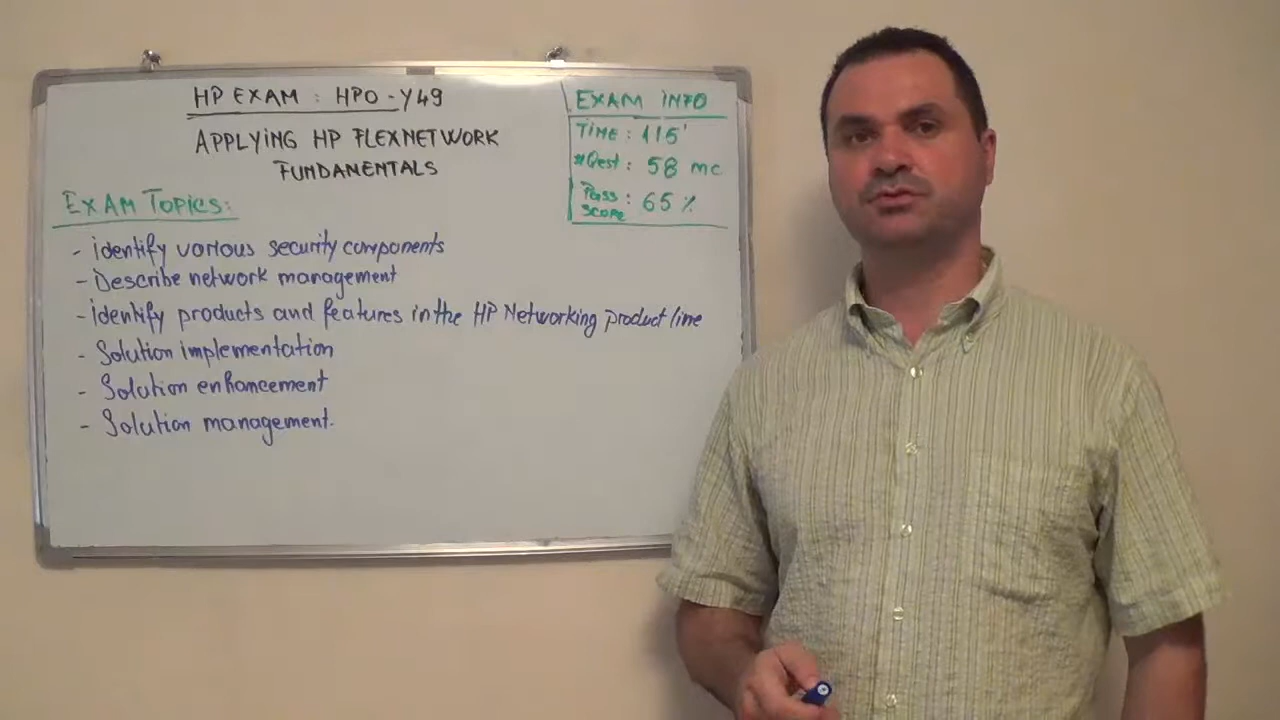 HP EXAM : HPO - Y49
APPLYING HP FLEXNETWORK
FUNDAMENTALS
EXAM INFO
TIME : 115'
#Qest : 58 mc
Pass score : 65 %
EXAM TOPICS:
- identify various security components
- Describe network management
- identify products and features in the HP Networking product line
- Solution implementation
- Solution enhancement
- Solution management.